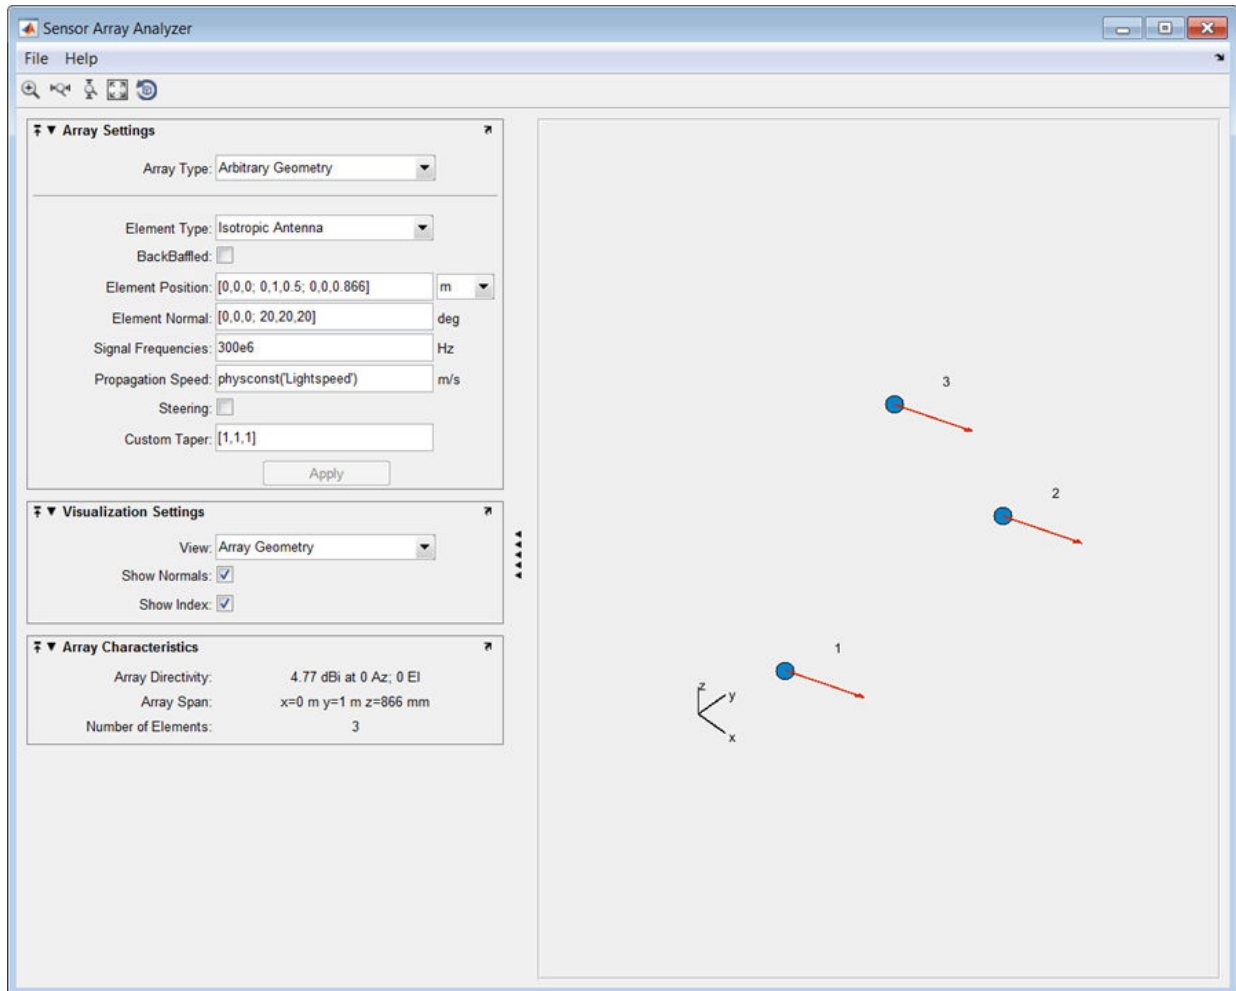 Sensor Array Analyzer
File Help
Array Settings
Array Type: Arbitrary Geometry
Element Type: Isotropic Antenna
BackBaffled:
Element Position: [0,0,0; 0,1,0.5; 0,0,0.866] m
Element Normal: [0,0,0; 20,20,20] deg
Signal Frequencies: 300e6 Hz
Propagation Speed: physconst('Lightspeed') m/s
Steering:
Custom Taper: [1,1,1]
Apply
Visualization Settings
View: Array Geometry
Show Normals:
Show Index:
Array Characteristics
Array Directivity: 4.77 dBi at 0 Az; 0 El
Array Span: x=0 m y=1 m z=866 mm
Number of Elements: 3
3
2
1
z
y
x